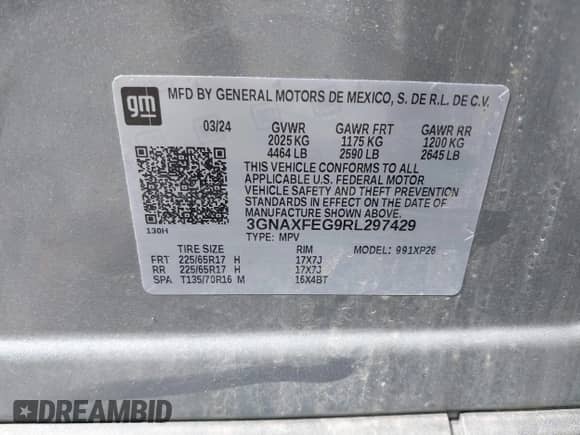 gm
MFD BY GENERAL MOTORS DE MEXICO, S. DE R.L. DE C.V.
03/24 GVWR GAWR FRT GAWR RR
2025 KG 1175 KG 1200 KG
4464 LB 2590 LB 2645 LB
THIS VEHICLE CONFORMS TO ALL
APPLICABLE U.S. FEDERAL MOTOR
VEHICLE SAFETY AND THEFT PREVENTION
STANDARDS IN EFFECT ON THE DATE OF
MANUFACTURE SHOWN ABOVE.
130H 3GNAXFEG9RL297429
TYPE: MPV MODEL: 991XP26
TIRE SIZE RIM
FRT 225/65R17 H 17X7J
RR 225/65R17 H 17X7J
SPA T135/70R16 M 16X4BT
DREAMBID